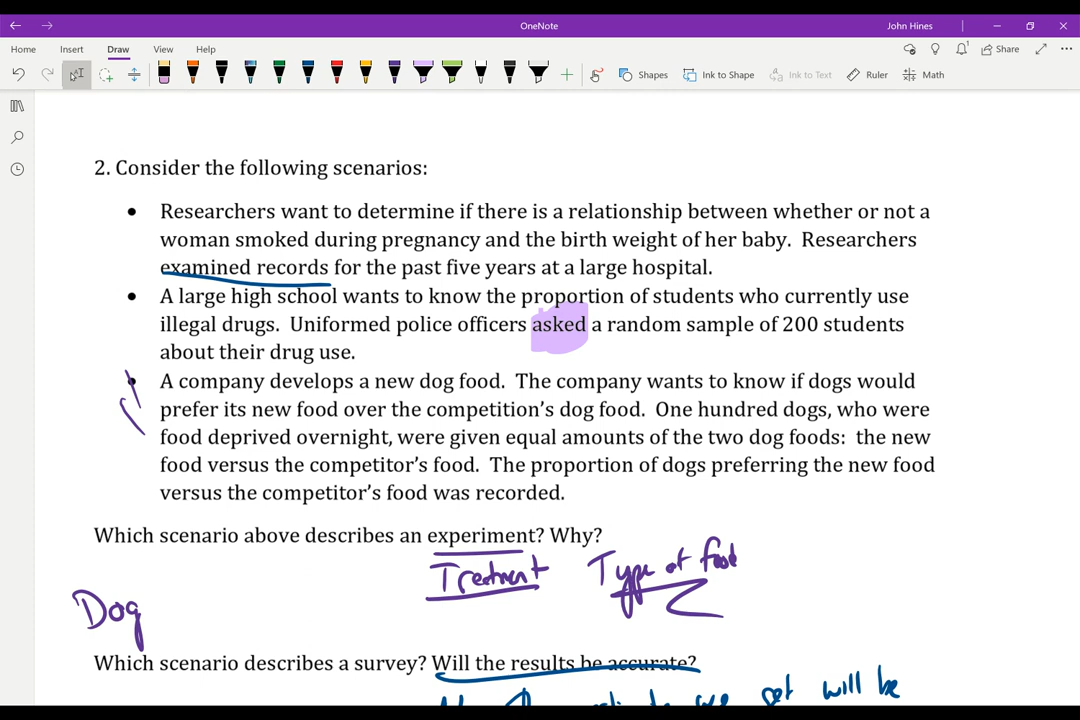 OneNote
John Hines
Home Insert Draw View Help
Share
Shapes Ink to Shape Ink to Text Ruler Math
2. Consider the following scenarios:
• Researchers want to determine if there is a relationship between whether or not a
woman smoked during pregnancy and the birth weight of her baby. Researchers
examined records for the past five years at a large hospital.
• A large high school wants to know the proportion of students who currently use
illegal drugs. Uniformed police officers asked a random sample of 200 students
about their drug use.
• A company develops a new dog food. The company wants to know if dogs would
prefer its new food over the competition's dog food. One hundred dogs, who were
food deprived overnight, were given equal amounts of the two dog foods: the new
food versus the competitor's food. The proportion of dogs preferring the new food
versus the competitor's food was recorded.
Which scenario above describes an experiment? Why?
Treatment Type of food
Dog
Which scenario describes a survey? Will the results be accurate?
we get will be